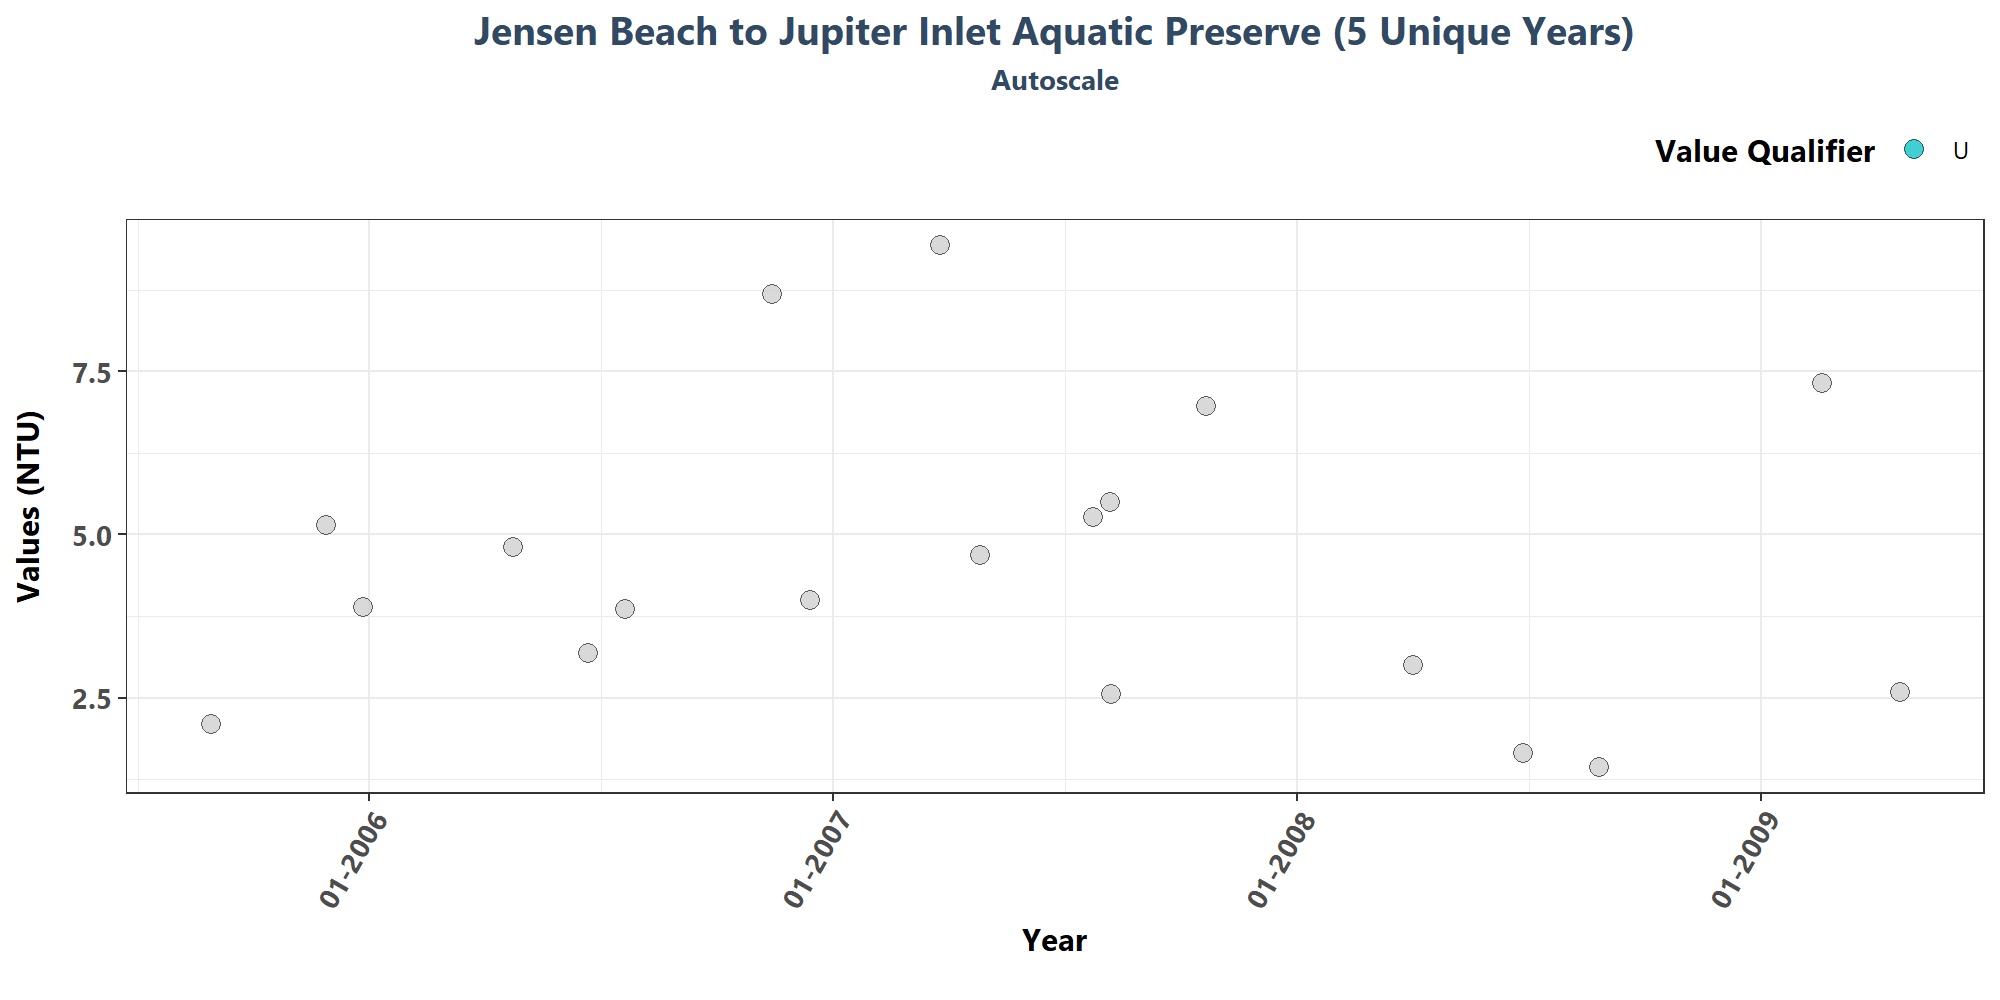 Jensen Beach to Jupiter Inlet Aquatic Preserve (5 Unique Years)
Autoscale
Value Qualifier U
Values (NTU)
7.5
5.0
2.5
01-2006 01-2007 01-2008 01-2009
Year